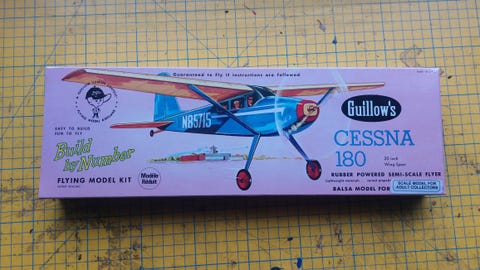 Guaranteed to fly if instructions are followed
EASY TO BUILD
FUN TO FLY
Build
by Number
FLYING MODEL KIT
Modèle
Réduit
N85715
Guillow's
CESSNA
180
20 inch
Wing Span
RUBBER POWERED SEMI-SCALE FLYER
BALSA MODEL FOR
SCALE MODEL FOR
ADULT COLLECTORS